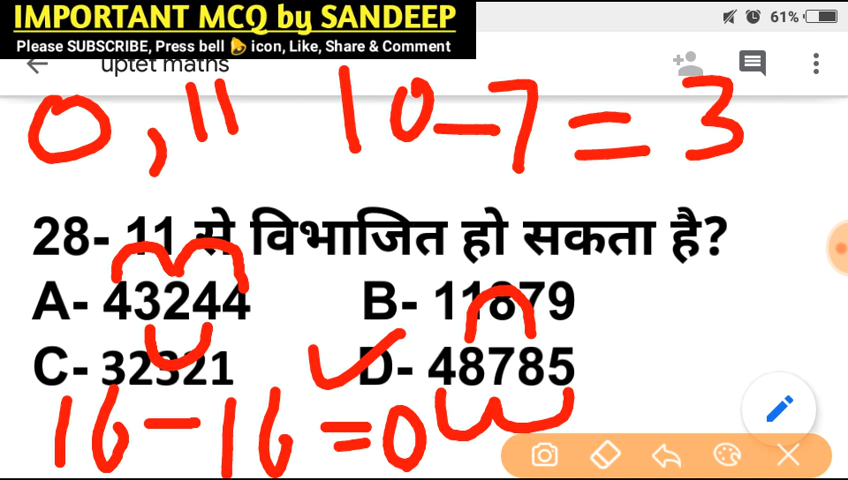 IMPORTANT MCQ by SANDEEP
Please SUBSCRIBE, Press bell 🔔 icon, Like, Share & Comment
61%
uptet maths
0, 11 10-7=3
28- 11 से विभाजित हो सकता है?
A- 43244 B- 11879
C- 32321 D- 48785
16-16=0